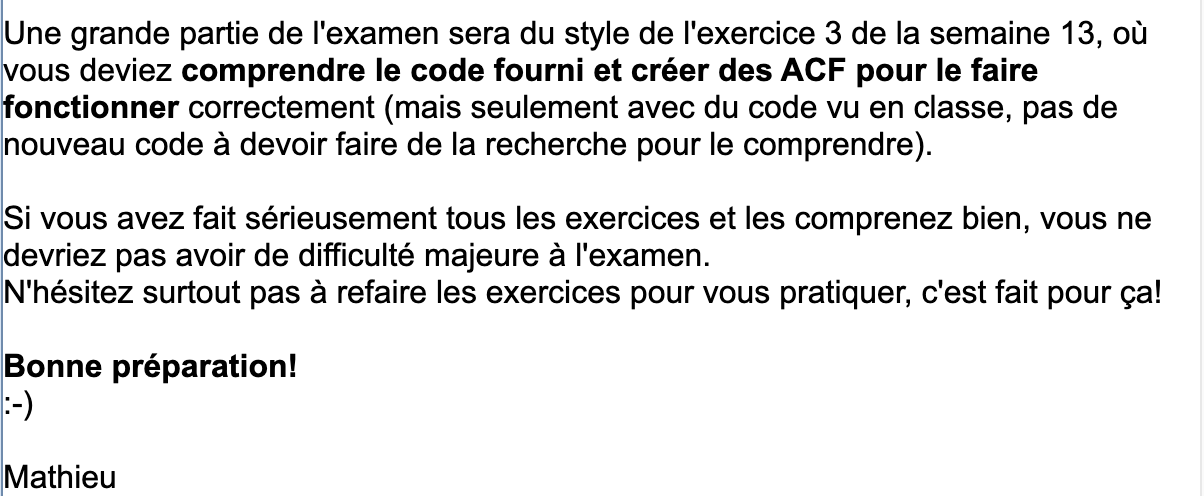 Une grande partie de l'examen sera du style de l'exercice 3 de la semaine 13, où
vous deviez comprendre le code fourni et créer des ACF pour le faire
fonctionner correctement (mais seulement avec du code vu en classe, pas de
nouveau code à devoir faire de la recherche pour le comprendre).
Si vous avez fait sérieusement tous les exercices et les comprenez bien, vous ne
devriez pas avoir de difficulté majeure à l'examen.
N'hésitez surtout pas à refaire les exercices pour vous pratiquer, c'est fait pour ça!
Bonne préparation!
:-)
Mathieu